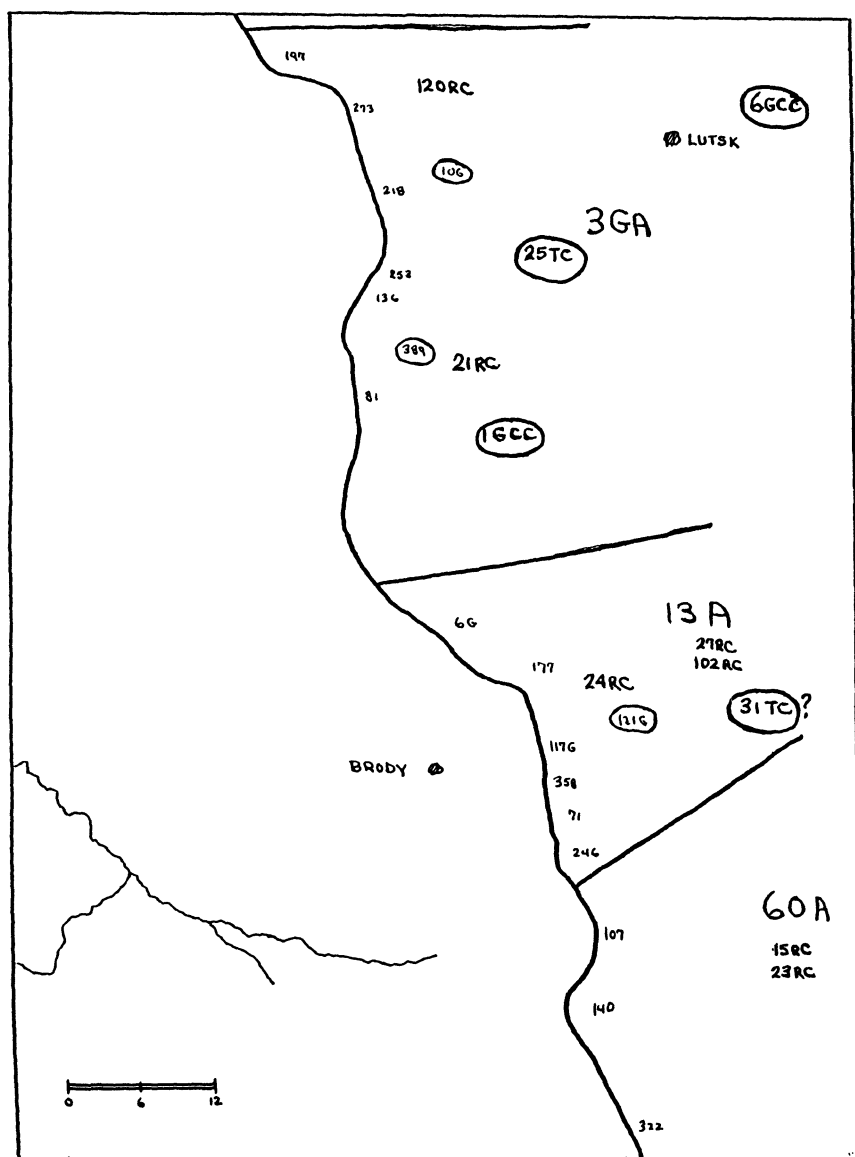 197
120RC
6GCC
273
LUTSK
106
218
3GA
25TC
253
136
389
21RC
81
1GCC
6G
13A
27RC
102RC
177
24RC
31TC?
121G
117G
BRODY
358
71
246
60A
107
15RC
23RC
140
0 6 12
322